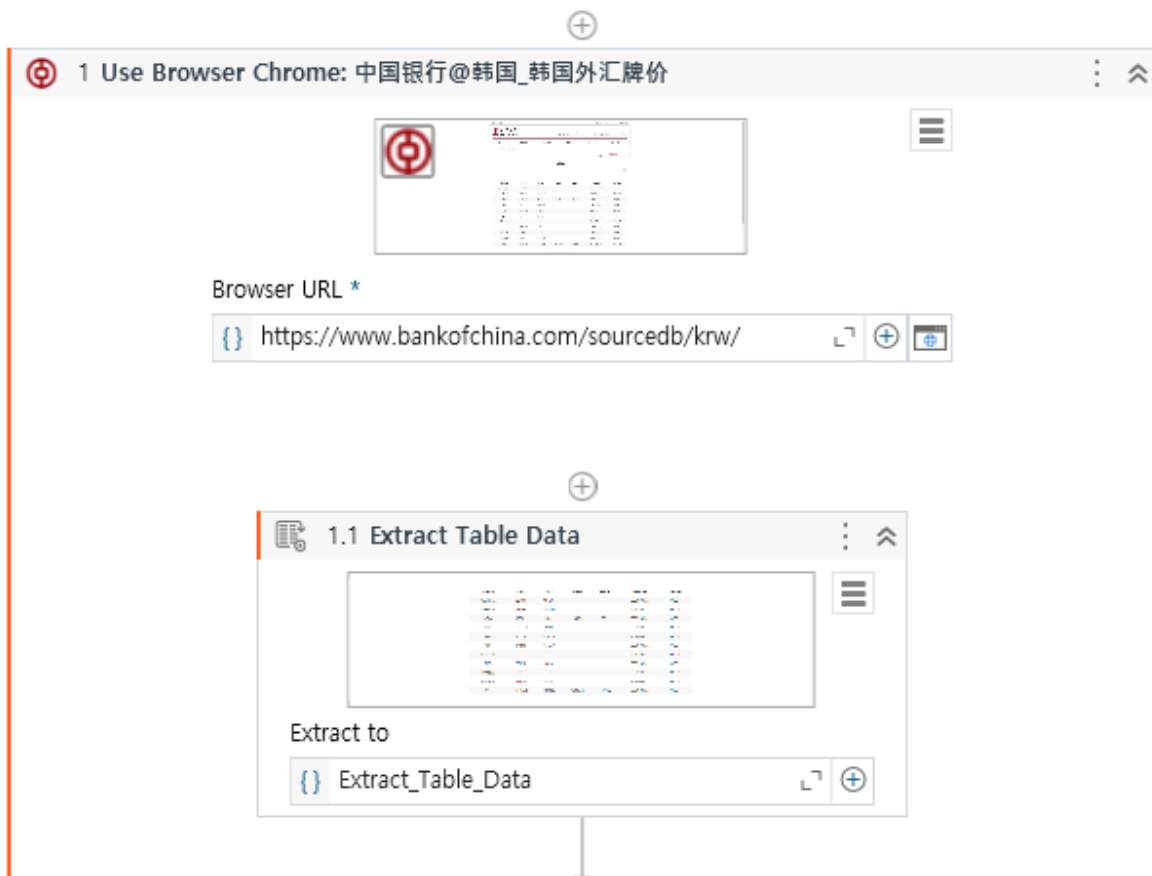 1 Use Browser Chrome: 中国银行@韩国_韩国外汇牌价
Browser URL *
{} https://www.bankofchina.com/sourcedb/krw/
1.1 Extract Table Data
Extract to
{} Extract_Table_Data